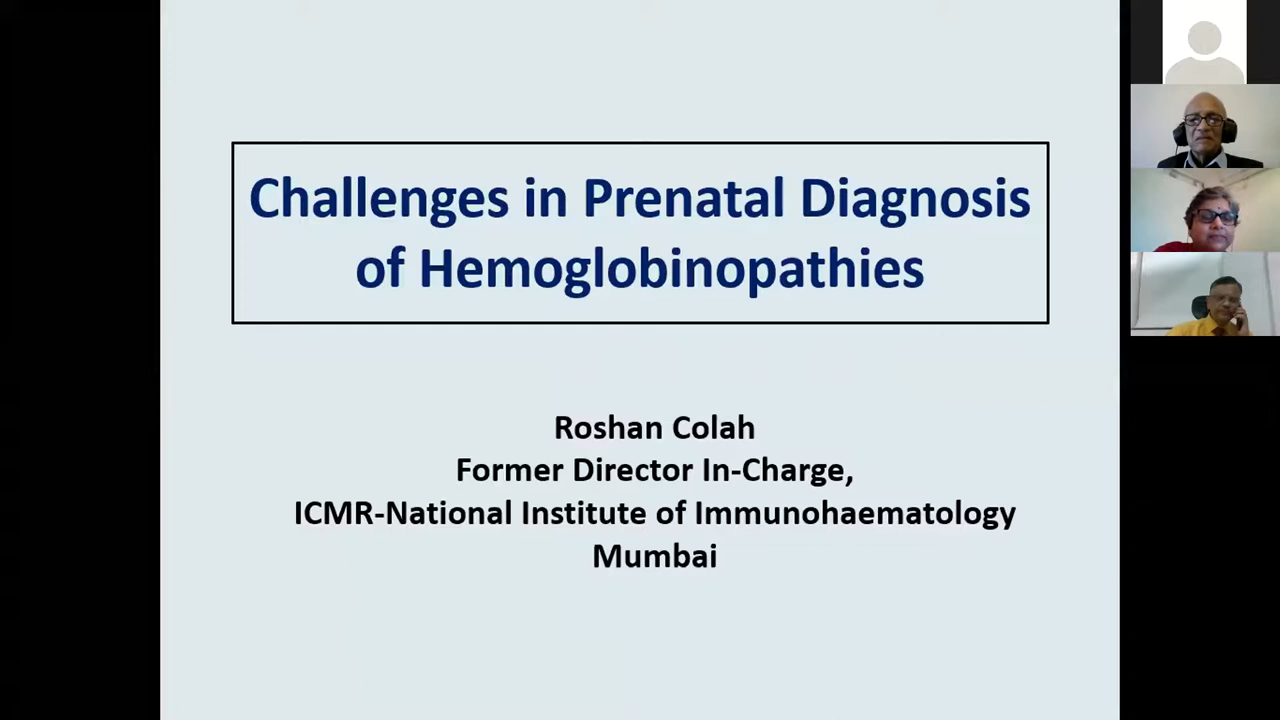 Challenges in Prenatal Diagnosis
of Hemoglobinopathies
Roshan Colah
Former Director In-Charge,
ICMR-National Institute of Immunohaematology
Mumbai